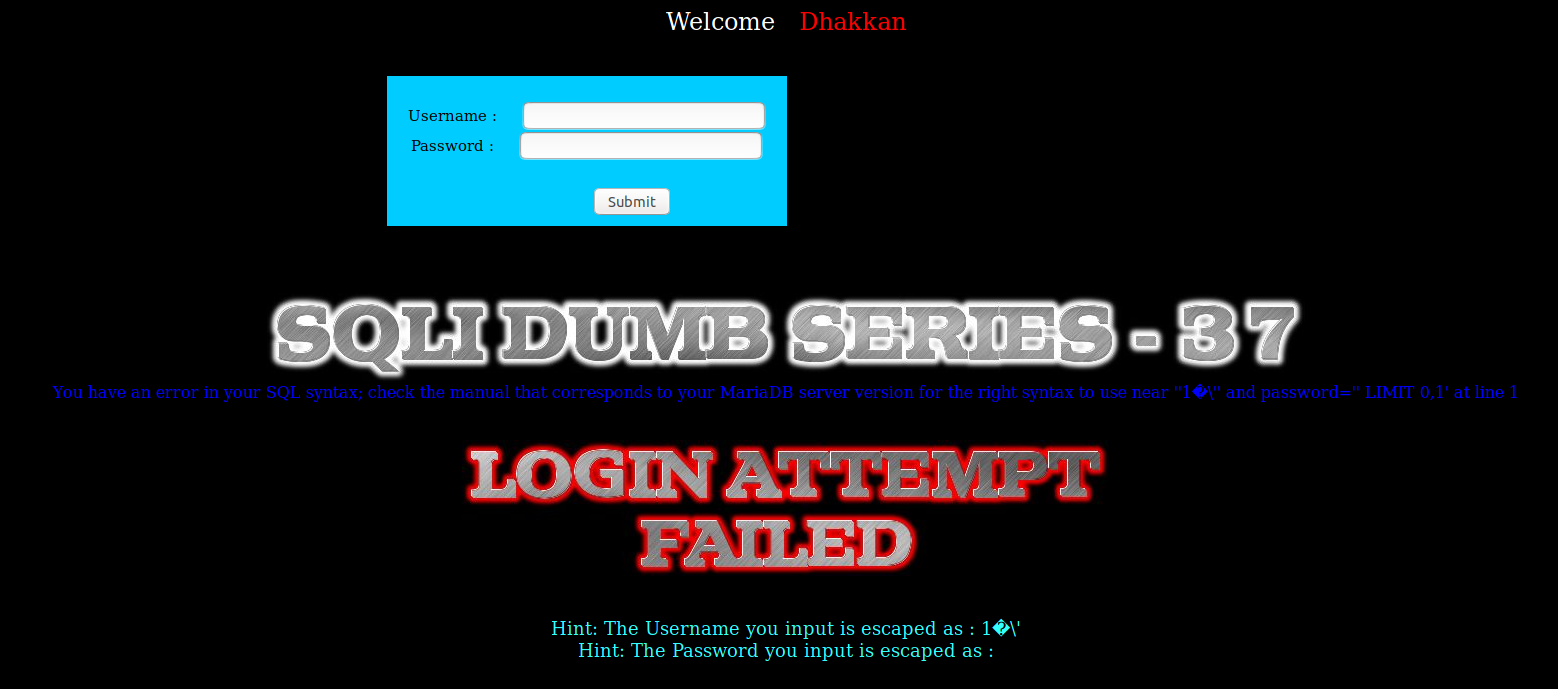 Welcome Dhakkan
Username :
Password :
Submit
SQLI DUMB SERIES - 37
You have an error in your SQL syntax; check the manual that corresponds to your MariaDB server version for the right syntax to use near ''1�\'' and password='' LIMIT 0,1' at line 1
LOGIN ATTEMPT
FAILED
Hint: The Username you input is escaped as : 1�\'
Hint: The Password you input is escaped as :